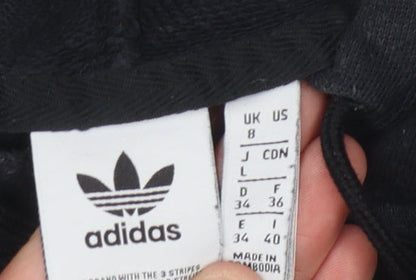 adidas
BRAND WITH THE 3 STRIPES
UK US
8
J CDN
L
D F
34 36
E I
34 40
MADE IN
CAMBODIA